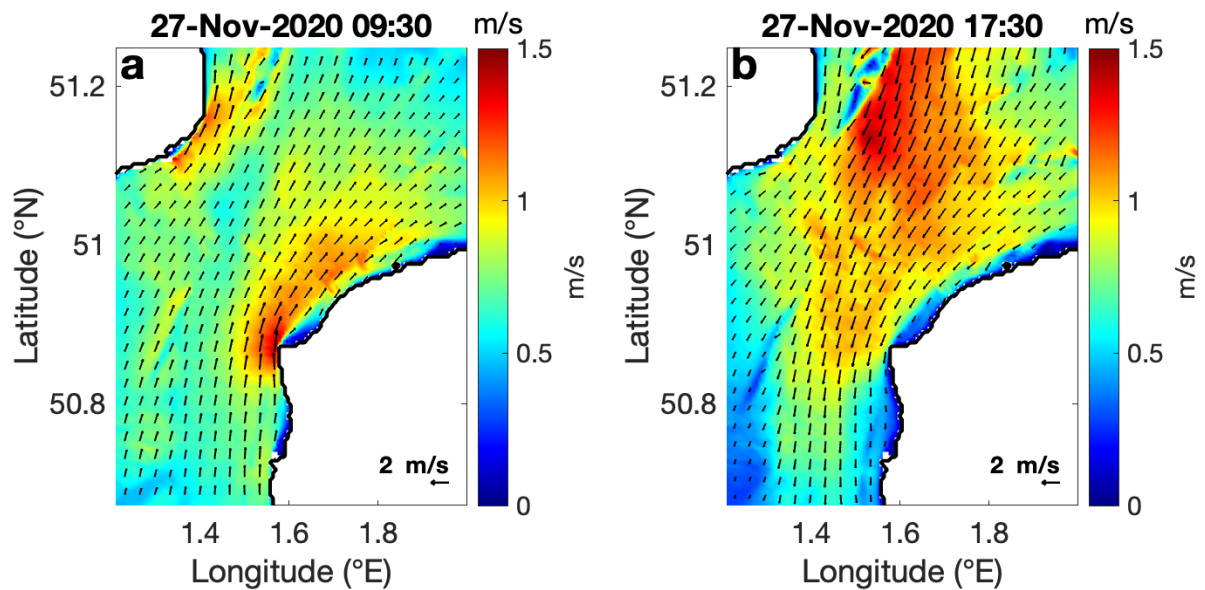 27-Nov-2020 09:30
m/s
a
1.5
51.2
1
51
m/s
0.5
50.8
2 m/s
0
1.4 1.6 1.8
Longitude (°E)
Latitude (°N)
27-Nov-2020 17:30
m/s
b
1.5
51.2
1
51
m/s
0.5
50.8
2 m/s
0
1.4 1.6 1.8
Longitude (°E)
Latitude (°N)